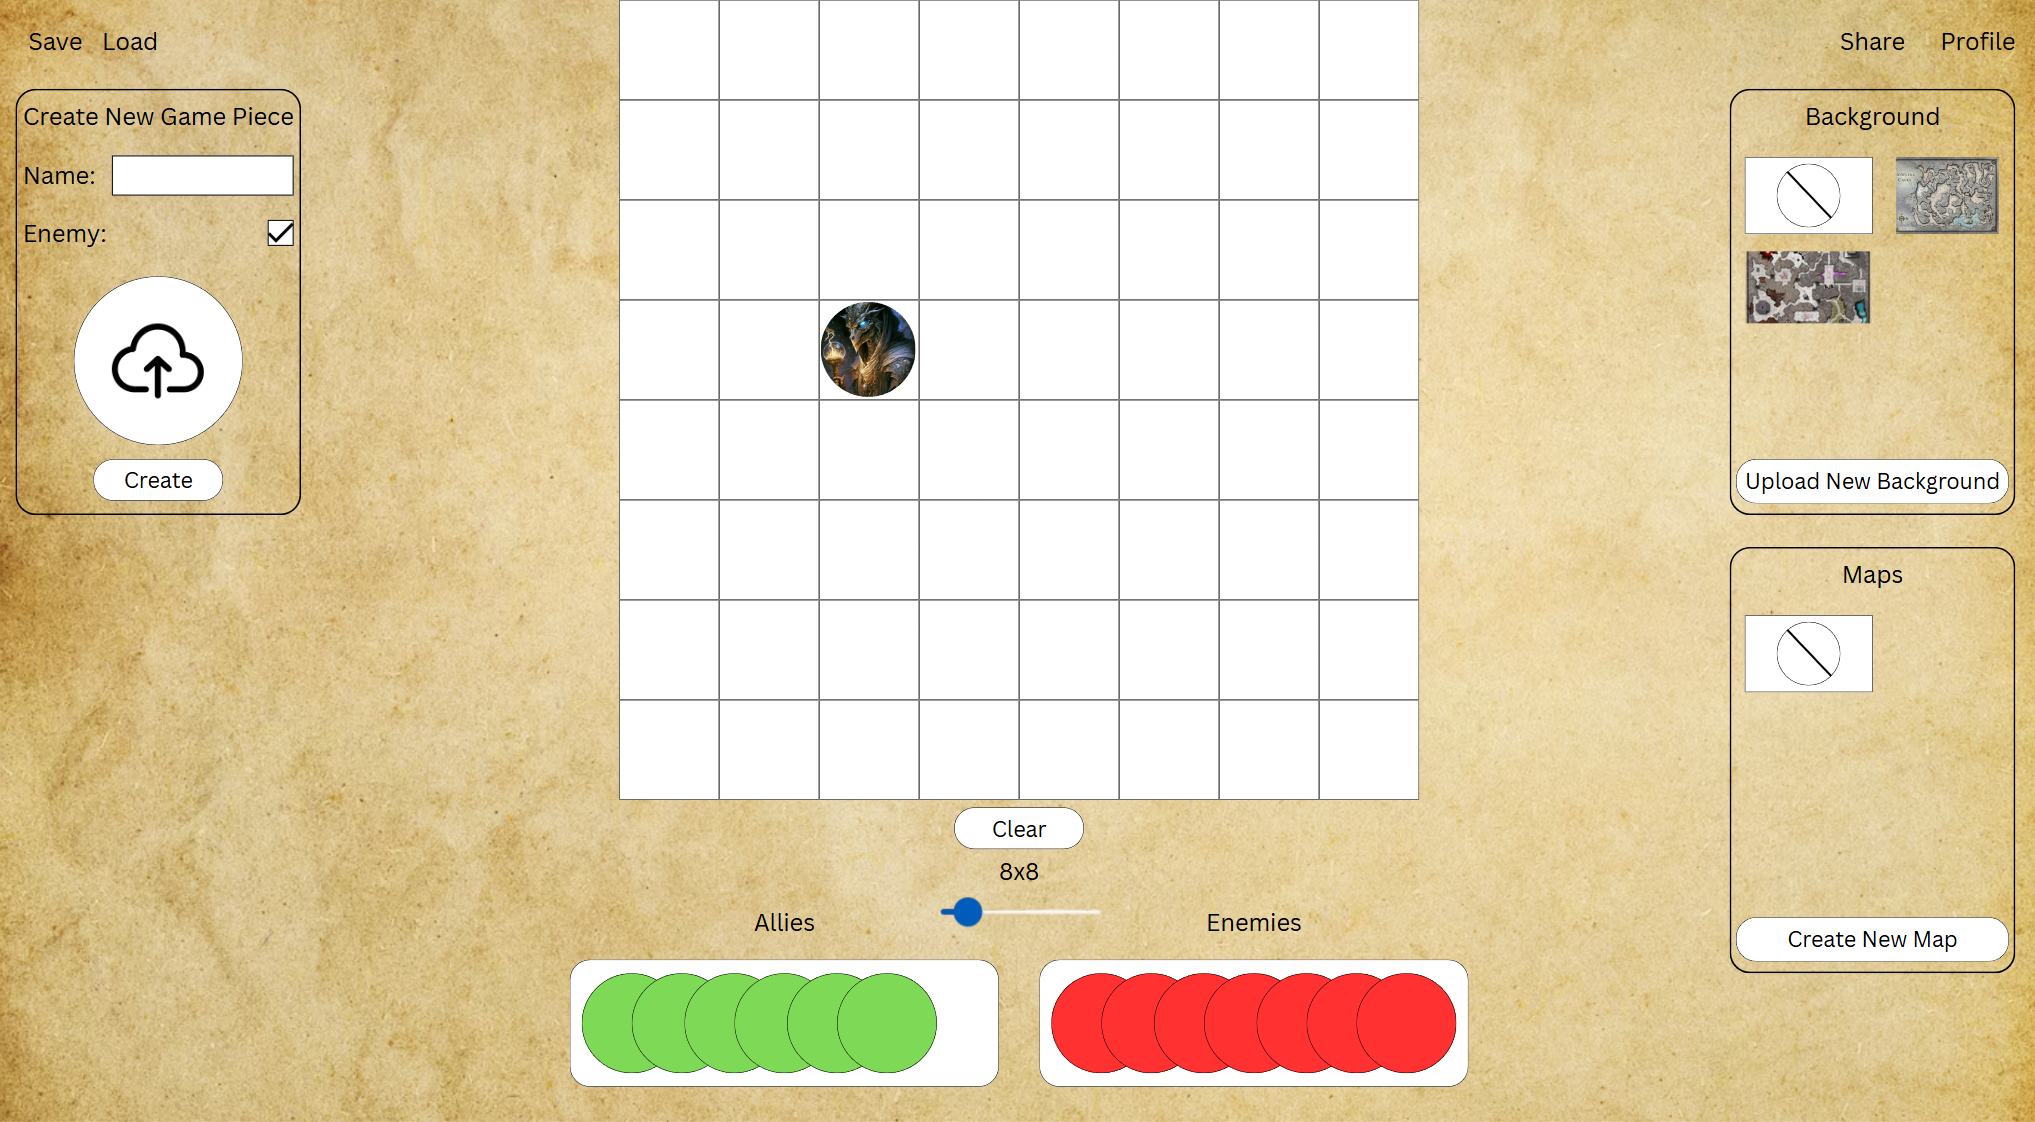 Save Load
Share Profile
Create New Game Piece
Name:
Enemy:
Create
Background
Upload New Background
Maps
Create New Map
Clear
8x8
Allies
Enemies